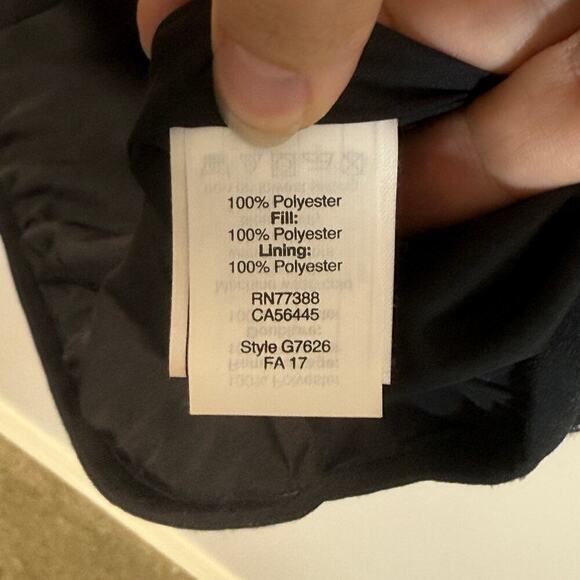 100% Polyester
Fill:
100% Polyester
Lining:
100% Polyester
RN77388
CA56445
Style G7626
FA 17